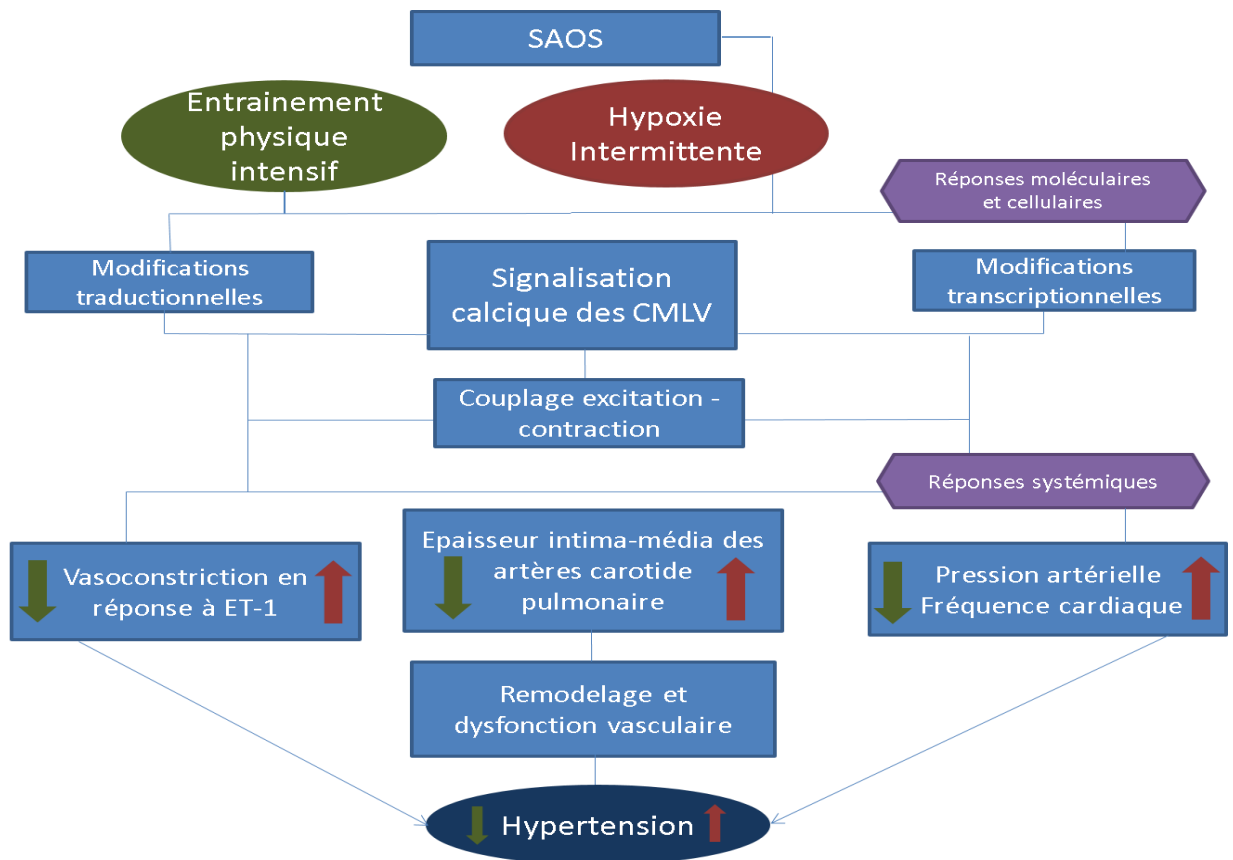 SAOS
Entrainement
physique
intensif
Hypoxie
Intermittente
Réponses moléculaires
et cellulaires
Modifications
traductionnelles
Signalisation
calcique des CMLV
Modifications
transcriptionnelles
Couplage excitation -
contraction
Réponses systémiques
Vasoconstriction en
réponse à ET-1
Epaisseur intima-média des
artères carotide
pulmonaire
Pression artérielle
Fréquence cardiaque
Remodelage et
dysfonction vasculaire
Hypertension